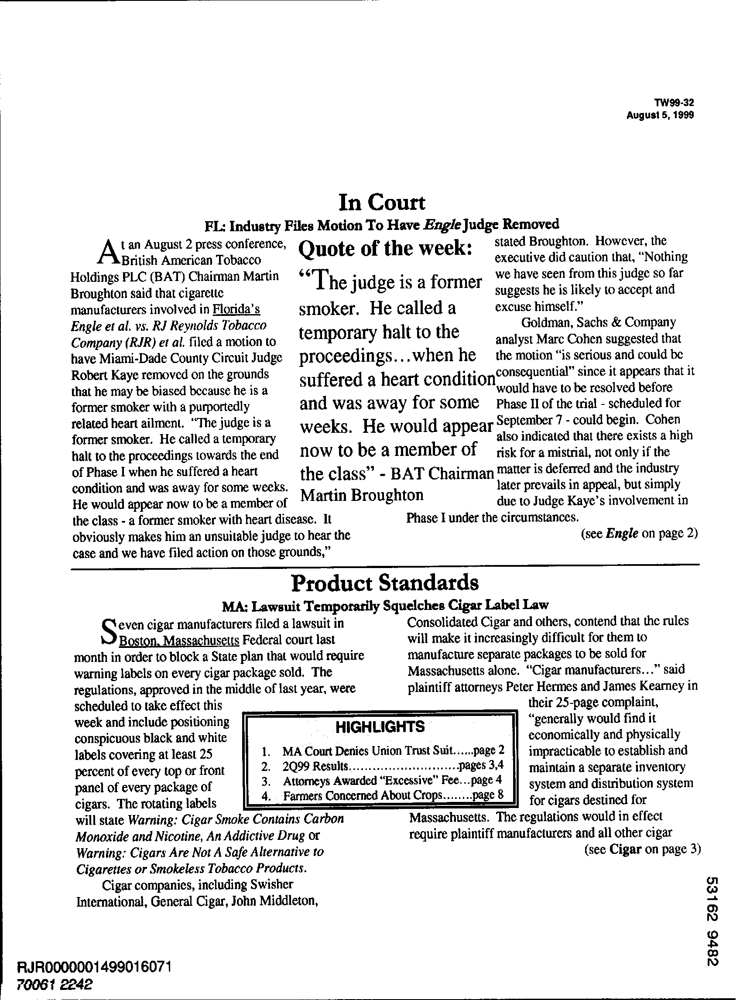 TW99-32
August 5, 1999
In Court
FL: Industry Files Motion To Have Engle Judge Removed
At an August 2 press conference,
British American Tobacco
Holdings PLC (BAT) Chairman Martin
Broughton said that cigarette
manufacturers involved in Florida's
Engle et al. vs. RJ Reynolds Tobacco
Company (RJR) et al. filed a motion to
have Miami-Dade County Circuit Judge
Robert Kaye removed on the grounds
that he may be biased because he is a
former smoker with a purportedly
related heart ailment. "The judge is a
former smoker. He called a temporary
halt to the proceedings towards the end
of Phase I when he suffered a heart
condition and was away for some weeks.
He would appear now to be a member of
the class - a former smoker with heart disease. It
obviously makes him an unsuitable judge to hear the
case and we have filed action on those grounds,"
Quote of the week:
"The judge is a former
smoker. He called a
temporary halt to the
proceedings…when he
suffered a heart condition
and was away for some
weeks. He would appear
now to be a member of
the class" - BAT Chairman
Martin Broughton
stated Broughton. However, the
executive did caution that, "Nothing
we have seen from this judge so far
suggests he is likely to accept and
excuse himself."
Goldman, Sachs & Company
analyst Marc Cohen suggested that
the motion "is serious and could be
consequential" since it appears that it
would have to be resolved before
Phase II of the trial - scheduled for
September 7 - could begin. Cohen
also indicated that there exists a high
risk for a mistrial, not only if the
matter is deferred and the industry
later prevails in appeal, but simply
due to Judge Kaye's involvement in
Phase I under the circumstances.
(see Engle on page 2)
Product Standards
MA: Lawsuit Temporarily Squelches Cigar Label Law
Seven cigar manufacturers filed a lawsuit in
Boston, Massachusetts Federal court last
month in order to block a State plan that would require
warning labels on every cigar package sold. The
regulations, approved in the middle of last year, were
scheduled to take effect this
week and include positioning
conspicuous black and white
labels covering at least 25
percent of every top or front
panel of every package of
cigars. The rotating labels
will state Warning: Cigar Smoke Contains Carbon
Monoxide and Nicotine, An Addictive Drug or
Warning: Cigars Are Not A Safe Alternative to
Cigarettes or Smokeless Tobacco Products.
Cigar companies, including Swisher
International, General Cigar, John Middleton,
HIGHLIGHTS
1. MA Court Denies Union Trust Suit......page 2
2. 2Q99 Results............................pages 3,4
3. Attorneys Awarded "Excessive" Fee...page 4
4. Farmers Concerned About Crops........page 8
Consolidated Cigar and others, contend that the rules
will make it increasingly difficult for them to
manufacture separate packages to be sold for
Massachusetts alone. "Cigar manufacturers…" said
plaintiff attorneys Peter Hermes and James Kearney in
their 25-page complaint,
"generally would find it
economically and physically
impracticable to establish and
maintain a separate inventory
system and distribution system
for cigars destined for
Massachusetts. The regulations would in effect
require plaintiff manufacturers and all other cigar
(see Cigar on page 3)
53162 9482
RJR0000001499016071
70061 2242